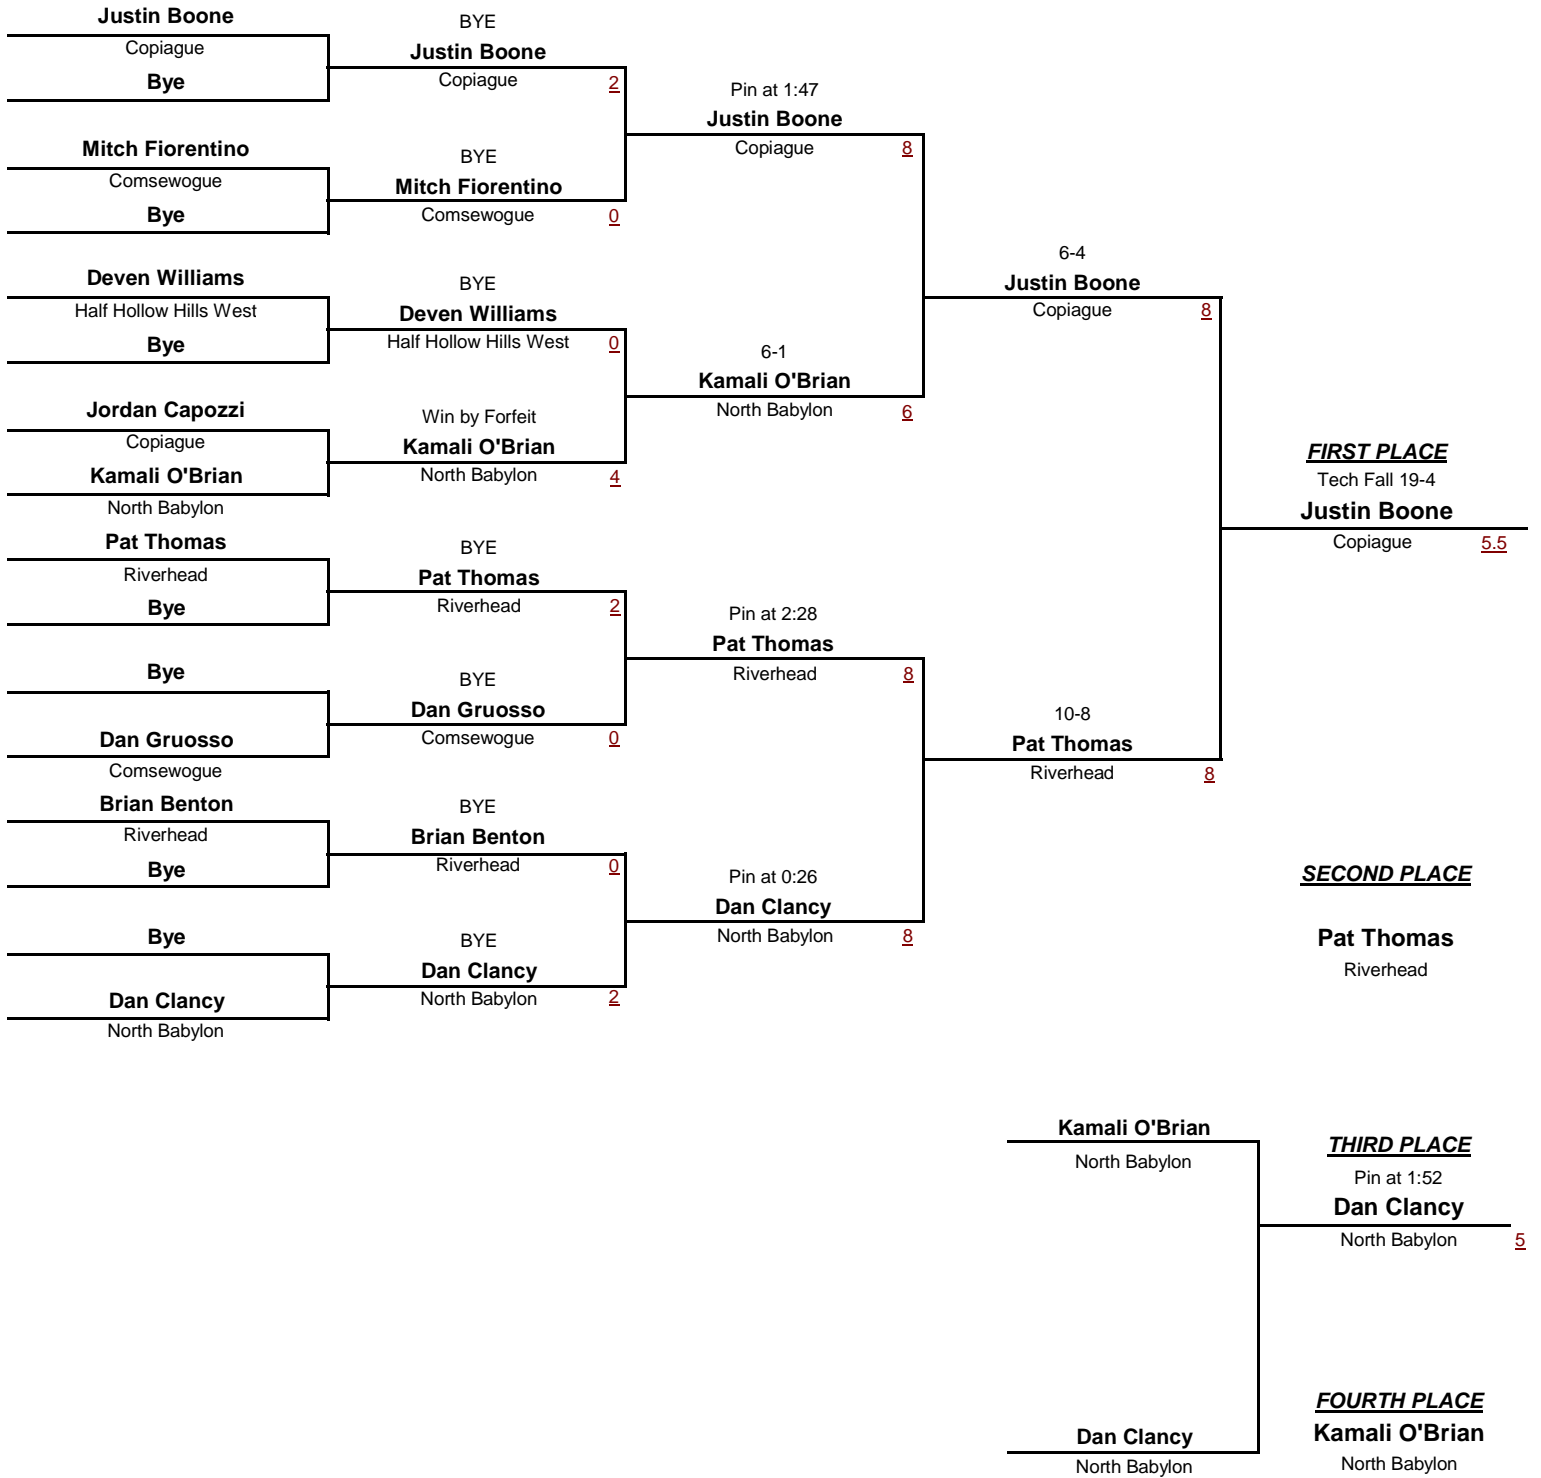 Justin Boone
Copiague
Bye
Mitch Fiorentino
Comsewogue
Bye
Deven Williams
Half Hollow Hills West
Bye
Jordan Capozzi
Copiague
Kamali O'Brian
North Babylon
Pat Thomas
Riverhead
Bye
Bye
Dan Gruosso
Comsewogue
Brian Benton
Riverhead
Bye
Bye
Dan Clancy
North Babylon
BYE
Justin Boone
Copiague 2
BYE
Mitch Fiorentino
Comsewogue 0
BYE
Deven Williams
Half Hollow Hills West 0
Win by Forfeit
Kamali O'Brian
North Babylon 4
BYE
Pat Thomas
Riverhead 2
BYE
Dan Gruosso
Comsewogue 0
BYE
Brian Benton
Riverhead 0
BYE
Dan Clancy
North Babylon 2
Pin at 1:47
Justin Boone
Copiague 8
6-1
Kamali O'Brian
North Babylon 6
Pin at 2:28
Pat Thomas
Riverhead 8
Pin at 0:26
Dan Clancy
North Babylon 8
6-4
Justin Boone
Copiague 8
10-8
Pat Thomas
Riverhead 8
FIRST PLACE
Tech Fall 19-4
Justin Boone
Copiague 5.5
SECOND PLACE
Pat Thomas
Riverhead
Kamali O'Brian
North Babylon
Dan Clancy
North Babylon
THIRD PLACE
Pin at 1:52
Dan Clancy
North Babylon 5
FOURTH PLACE
Kamali O'Brian
North Babylon